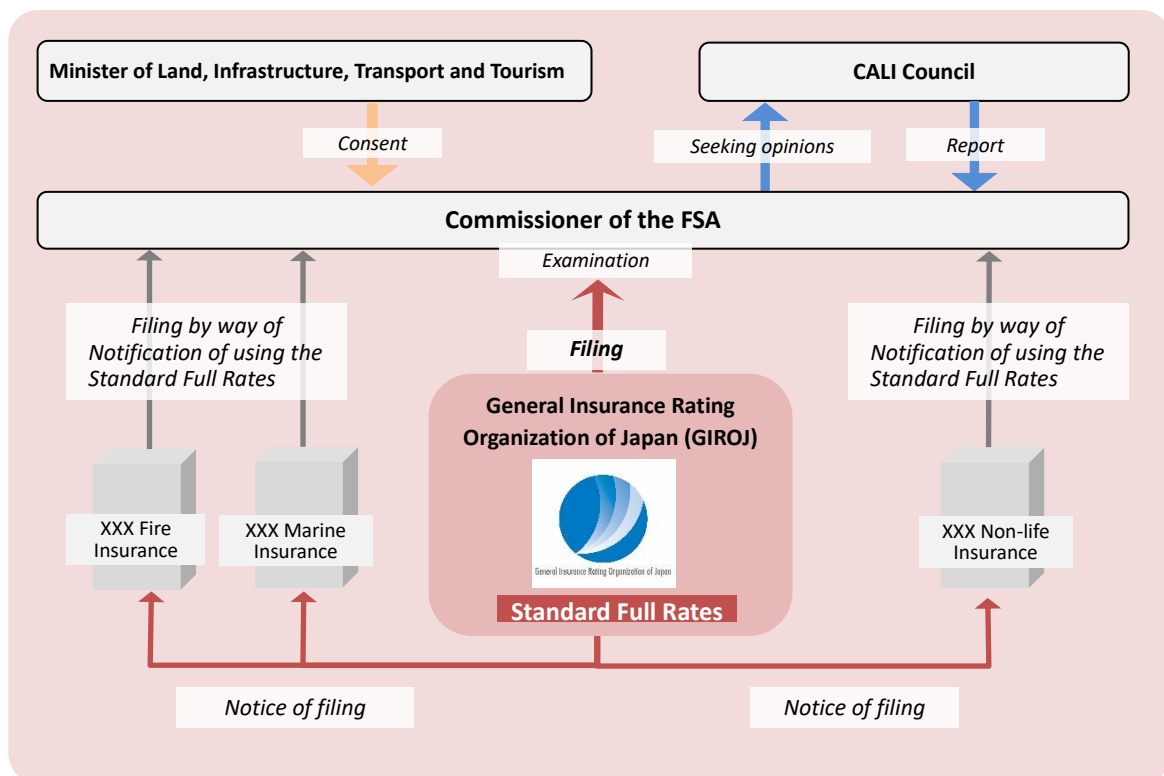 Minister of Land, Infrastructure, Transport and Tourism
CALI Council
Consent
Seeking opinions
Report
Commissioner of the FSA
Examination
Filing by way of
Notification of using the
Standard Full Rates
Filing
Filing by way of
Notification of using the
Standard Full Rates
General Insurance Rating
Organization of Japan (GIROJ)
XXX Fire
Insurance
XXX Marine
Insurance
General Insurance Rating Organization of Japan
XXX Non-life
Insurance
Standard Full Rates
Notice of filing
Notice of filing